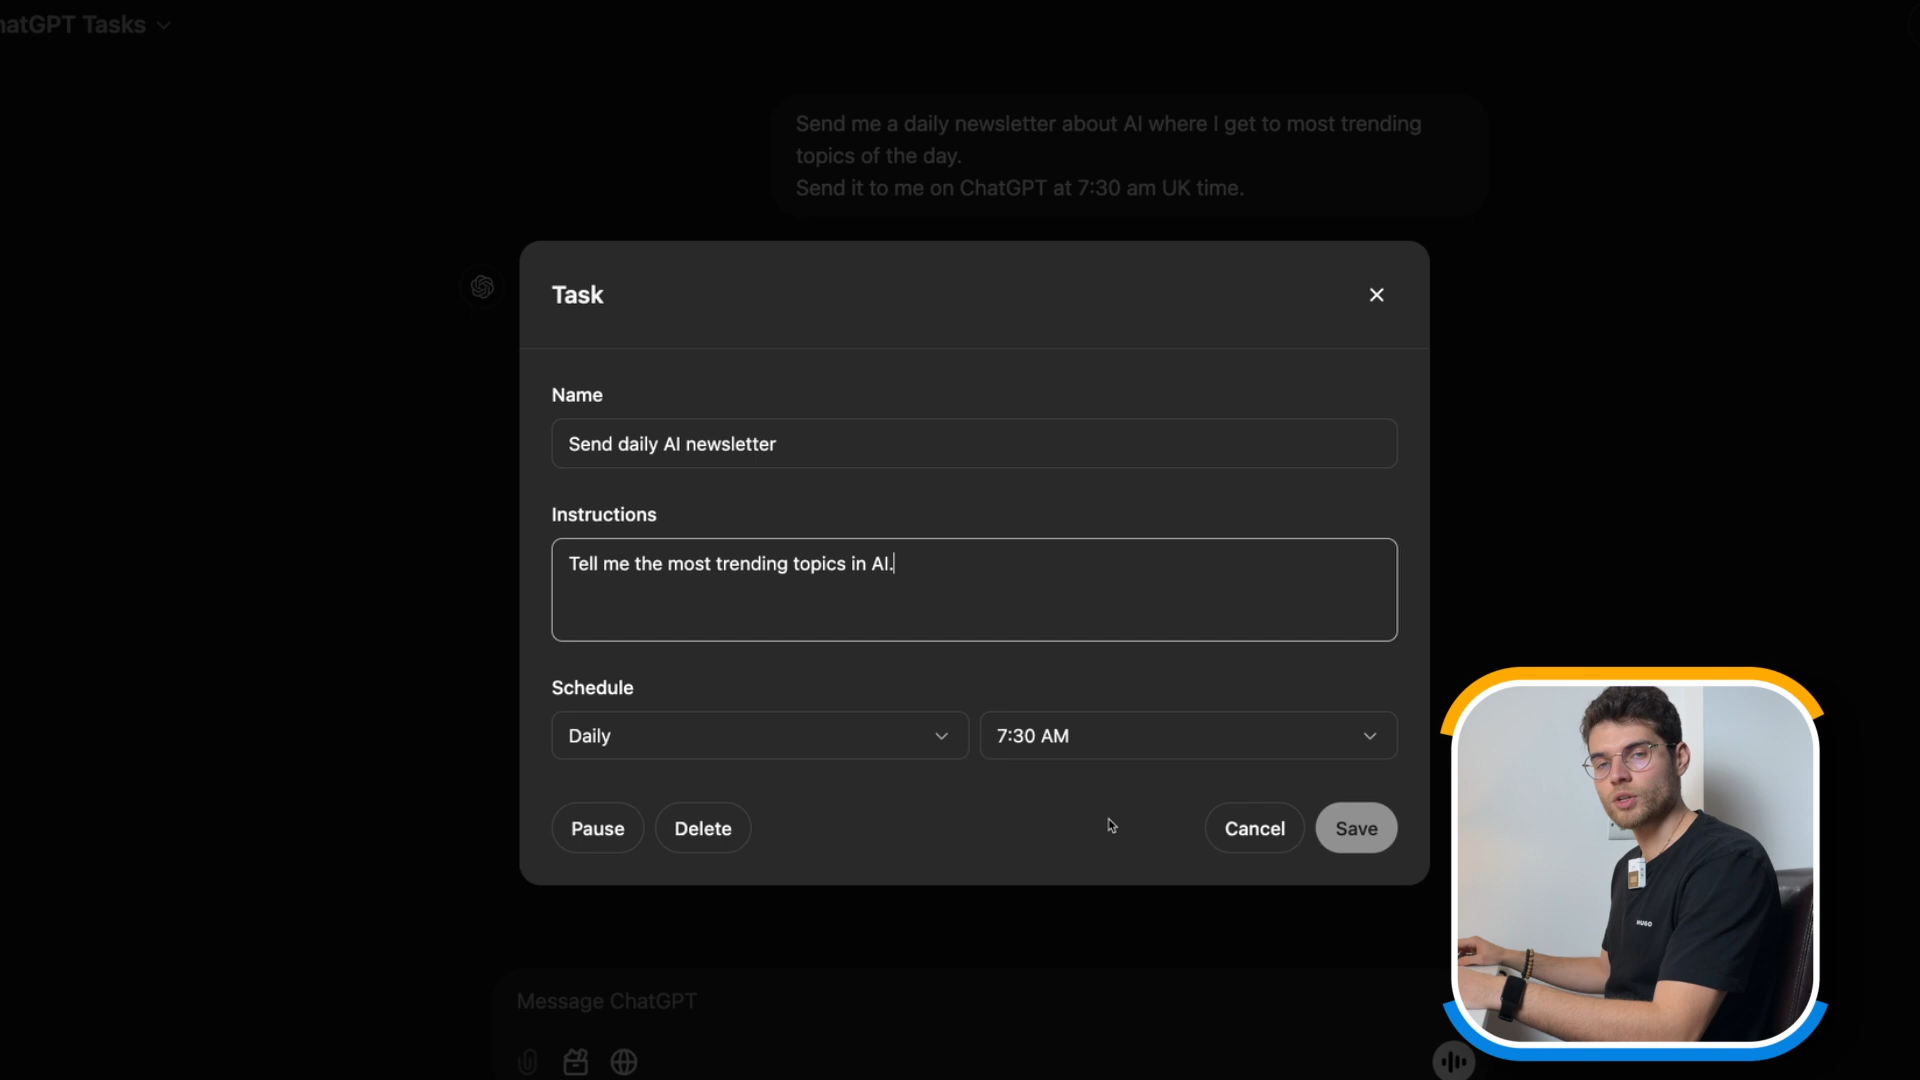 hatGPT Tasks
Send me a daily newsletter about AI where I get to most trending
topics of the day.
Send it to me on ChatGPT at 7:30 am UK time.
Task
Name
Send daily AI newsletter
Instructions
Tell me the most trending topics in AI.
Schedule
Daily
7:30 AM
Pause
Delete
Cancel
Save
HUGO
Message ChatGPT